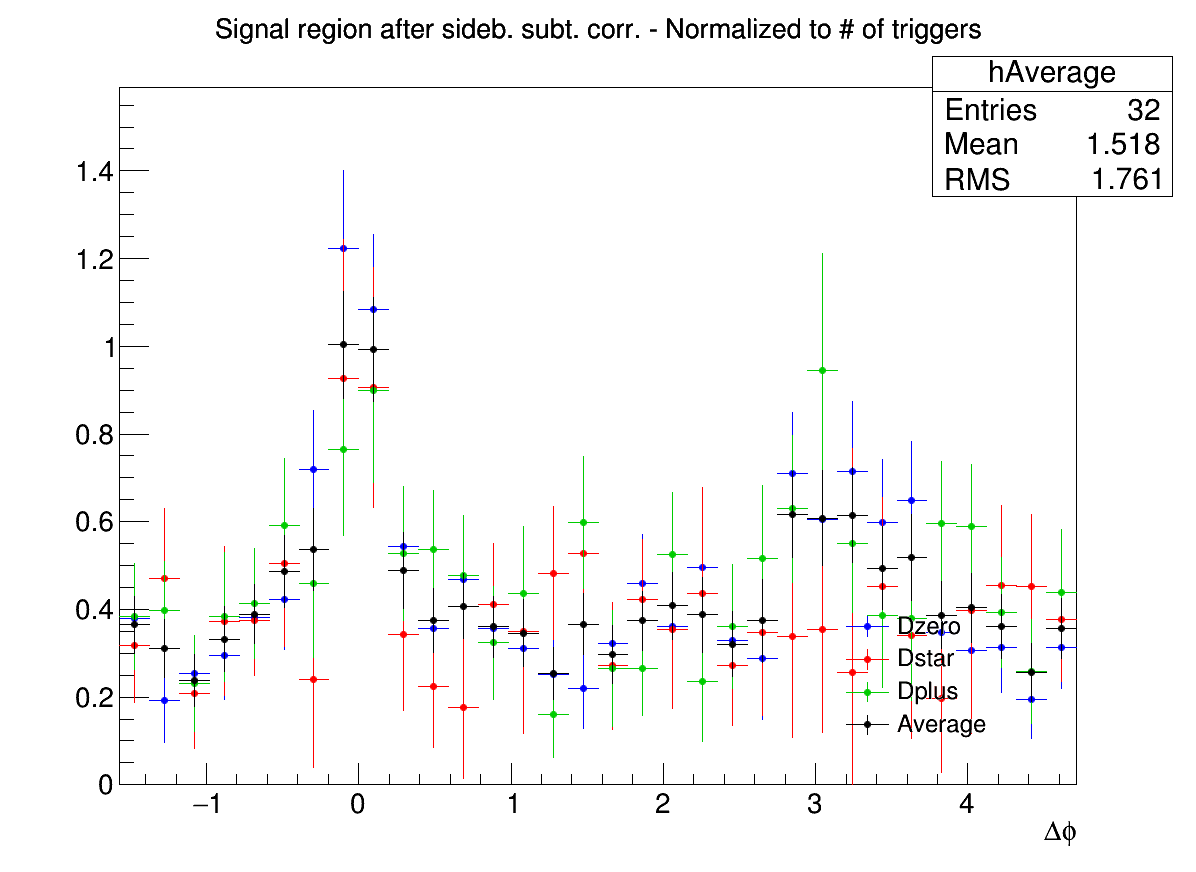 Signal region after sideb. subt. corr. - Normalized to # of triggers
hAverage
Entries 32
Mean 1.518
RMS 1.761
1.4
1.2
1
0.8
0.6
0.4
0.2
0
Dzero
Dstar
Dplus
Average
−1 0 1 2 3 4
Δϕ